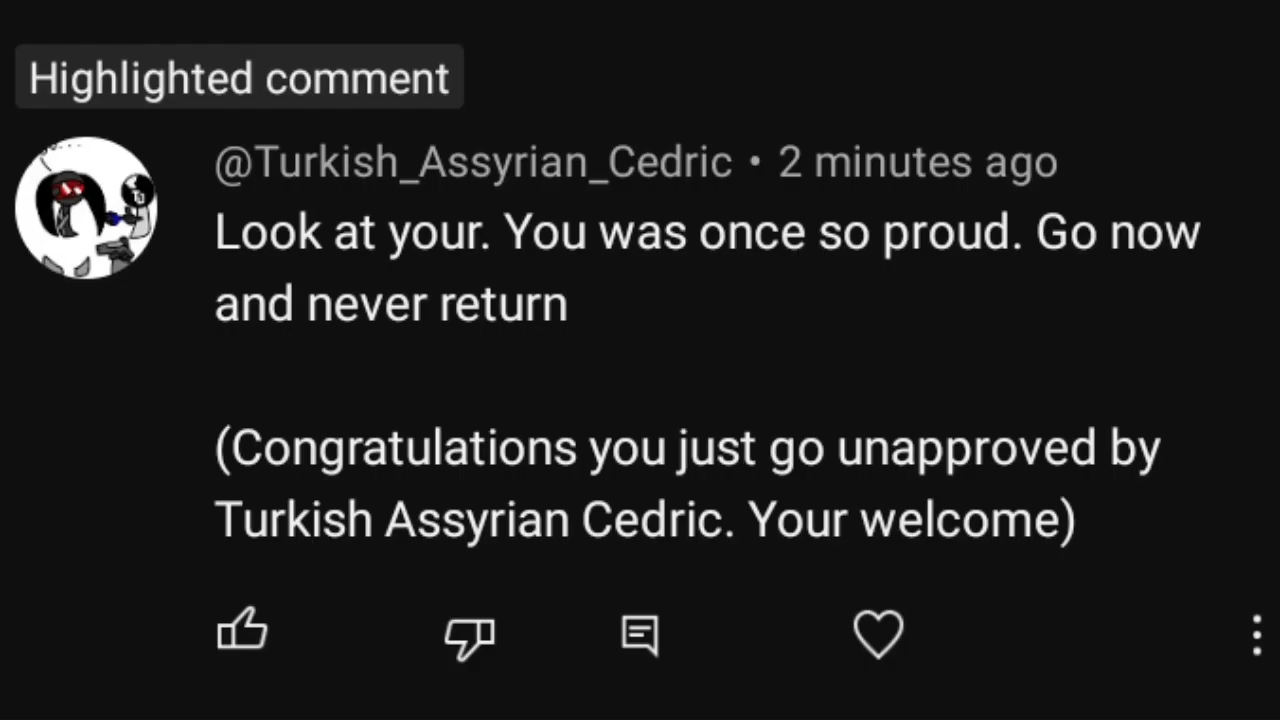 Highlighted comment
@Turkish_Assyrian_Cedric • 2 minutes ago
Look at your. You was once so proud. Go now
and never return
(Congratulations you just go unapproved by
Turkish Assyrian Cedric. Your welcome)